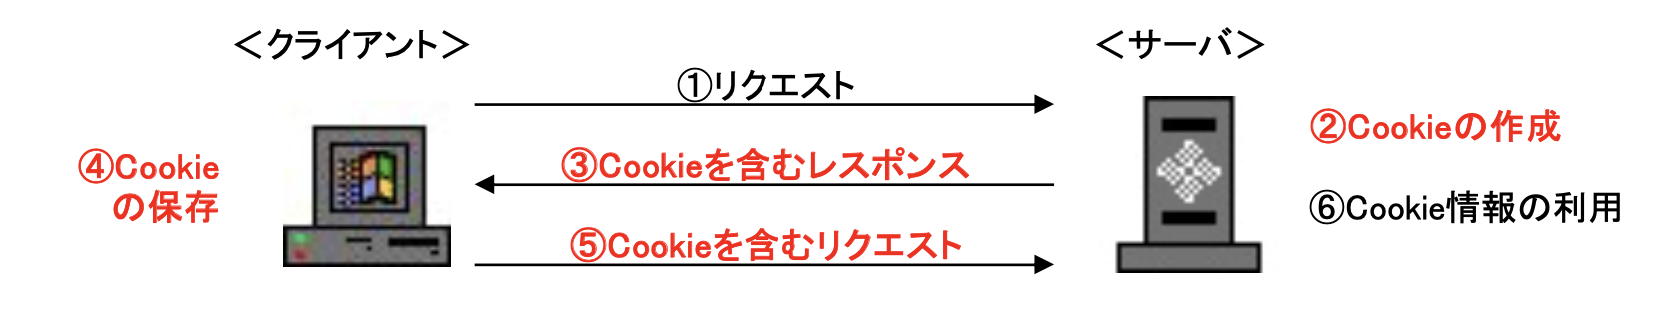 ＜クライアント＞
＜サーバ＞
①リクエスト
②Cookieの作成
③Cookieを含むレスポンス
④Cookie
の保存
⑤Cookieを含むリクエスト
⑥Cookie情報の利用